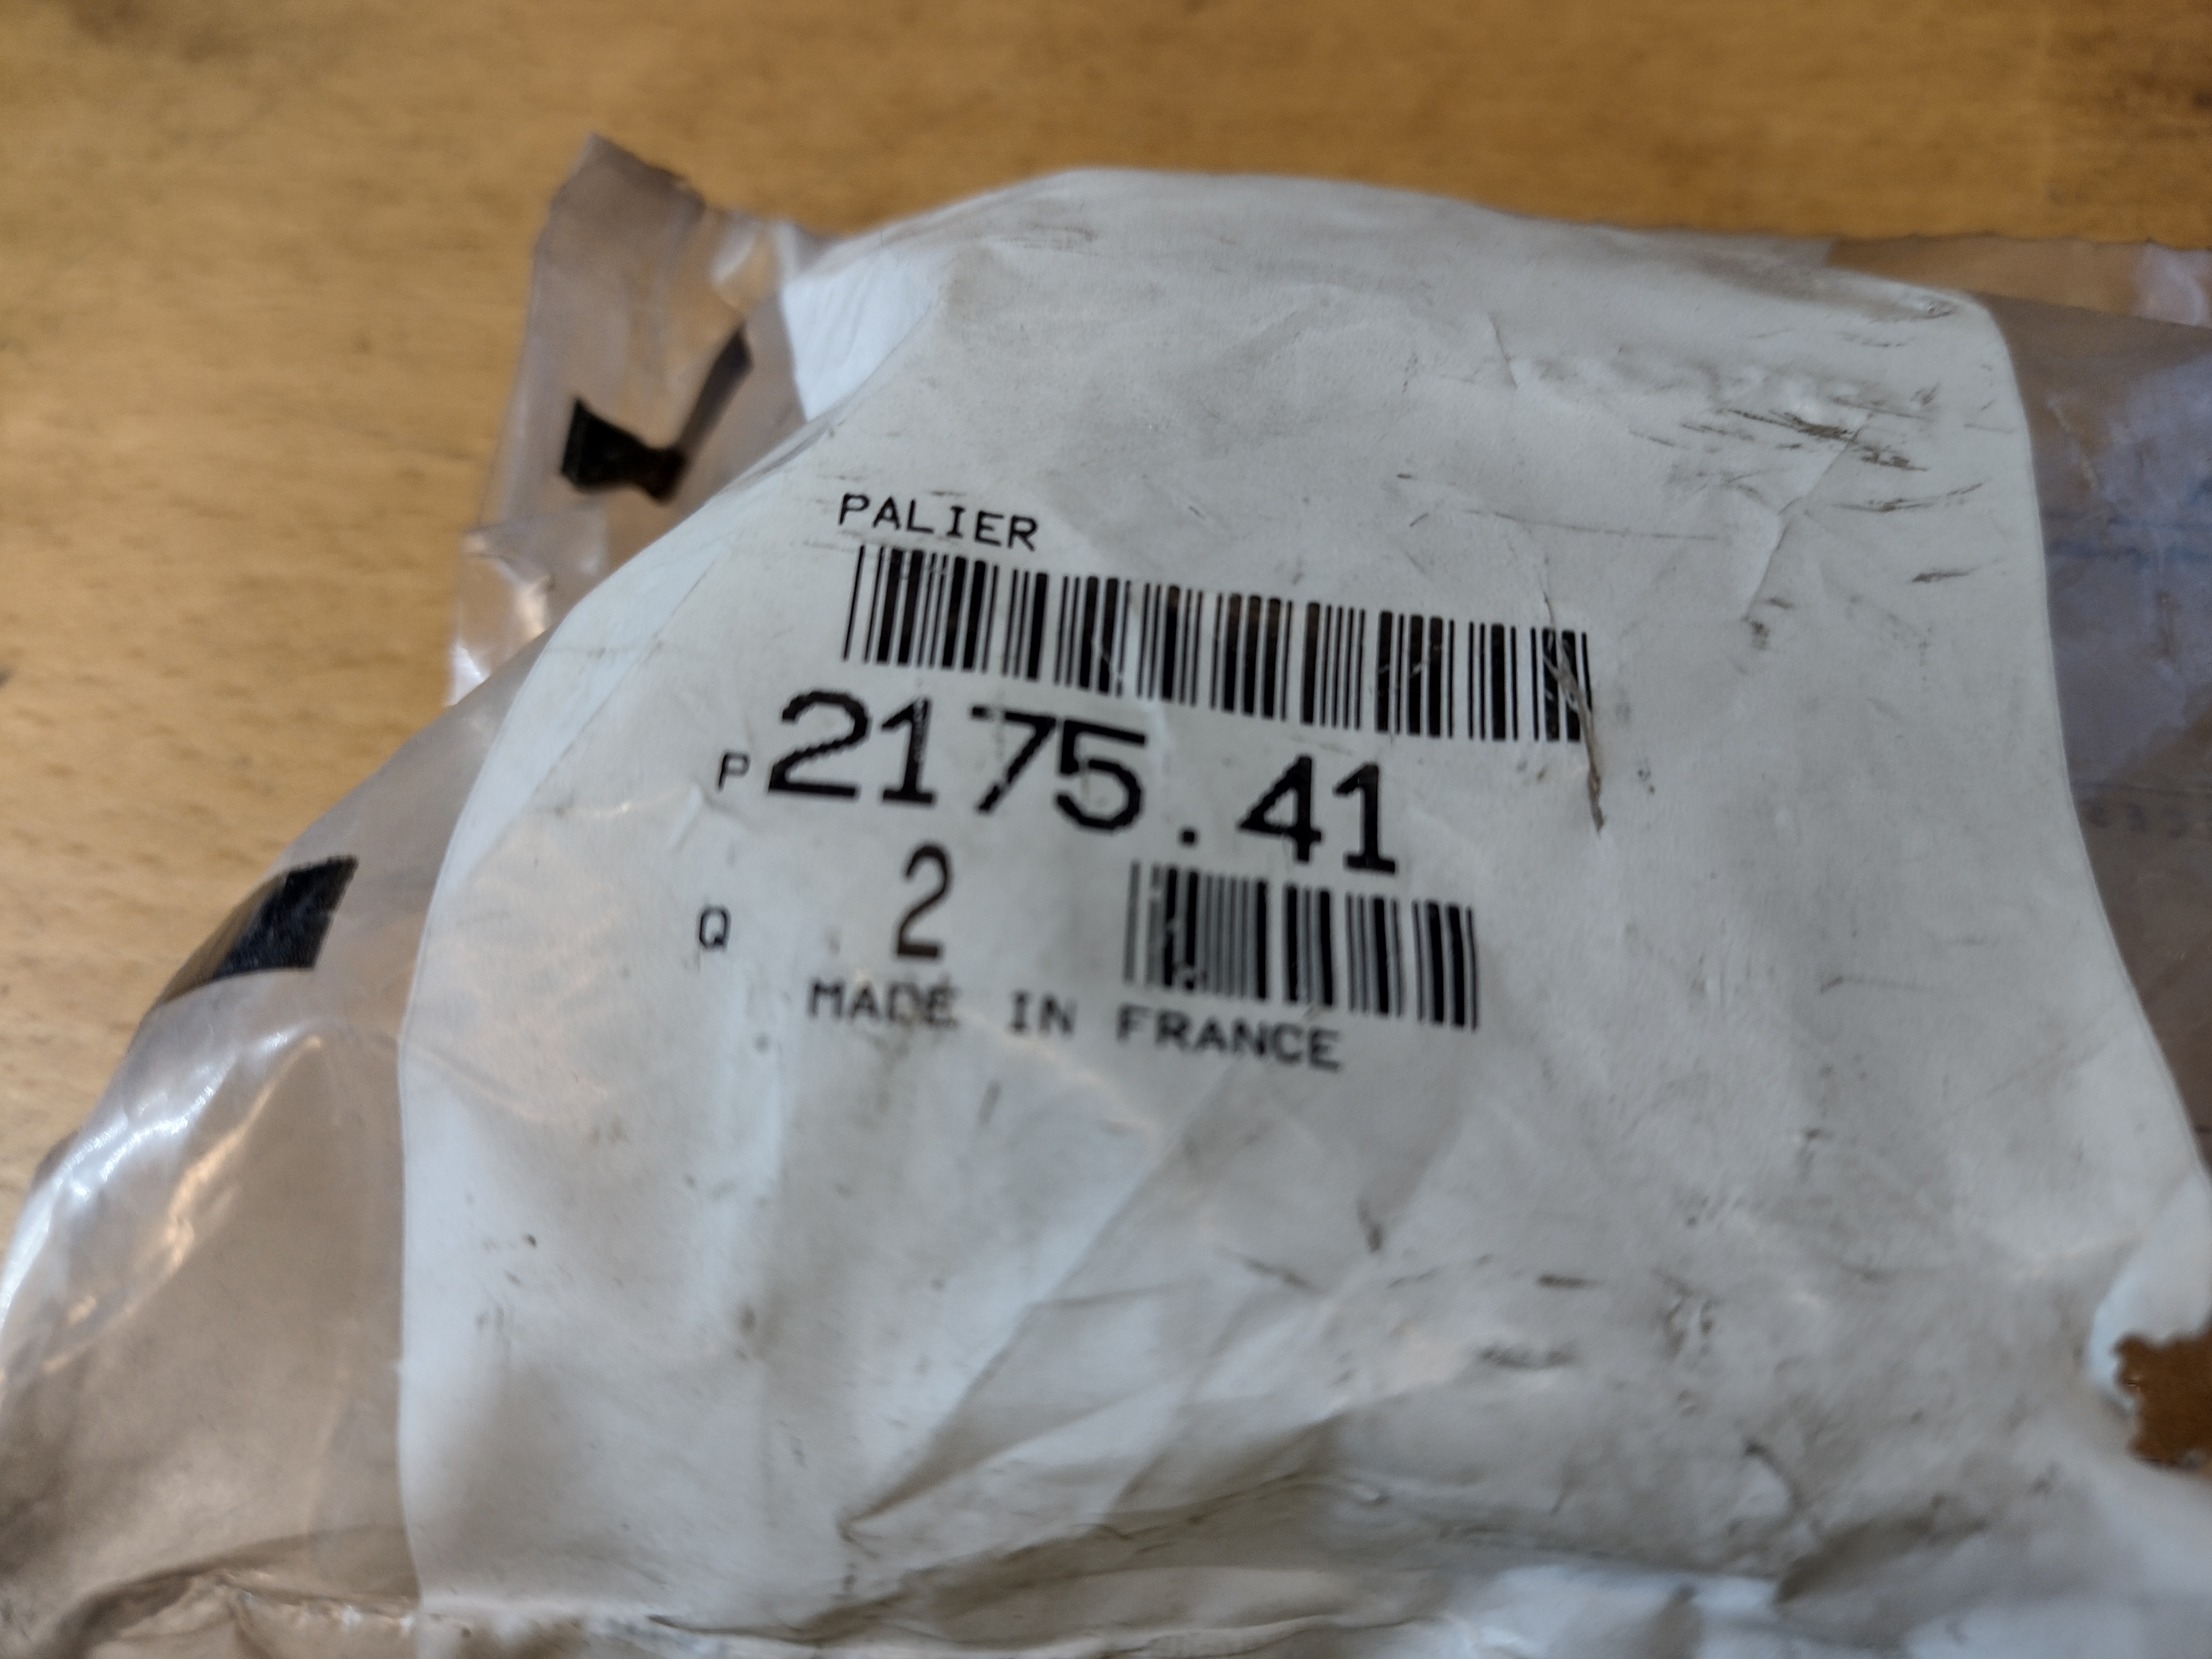 PALIER
P 2175.41
Q 2
MADE IN FRANCE